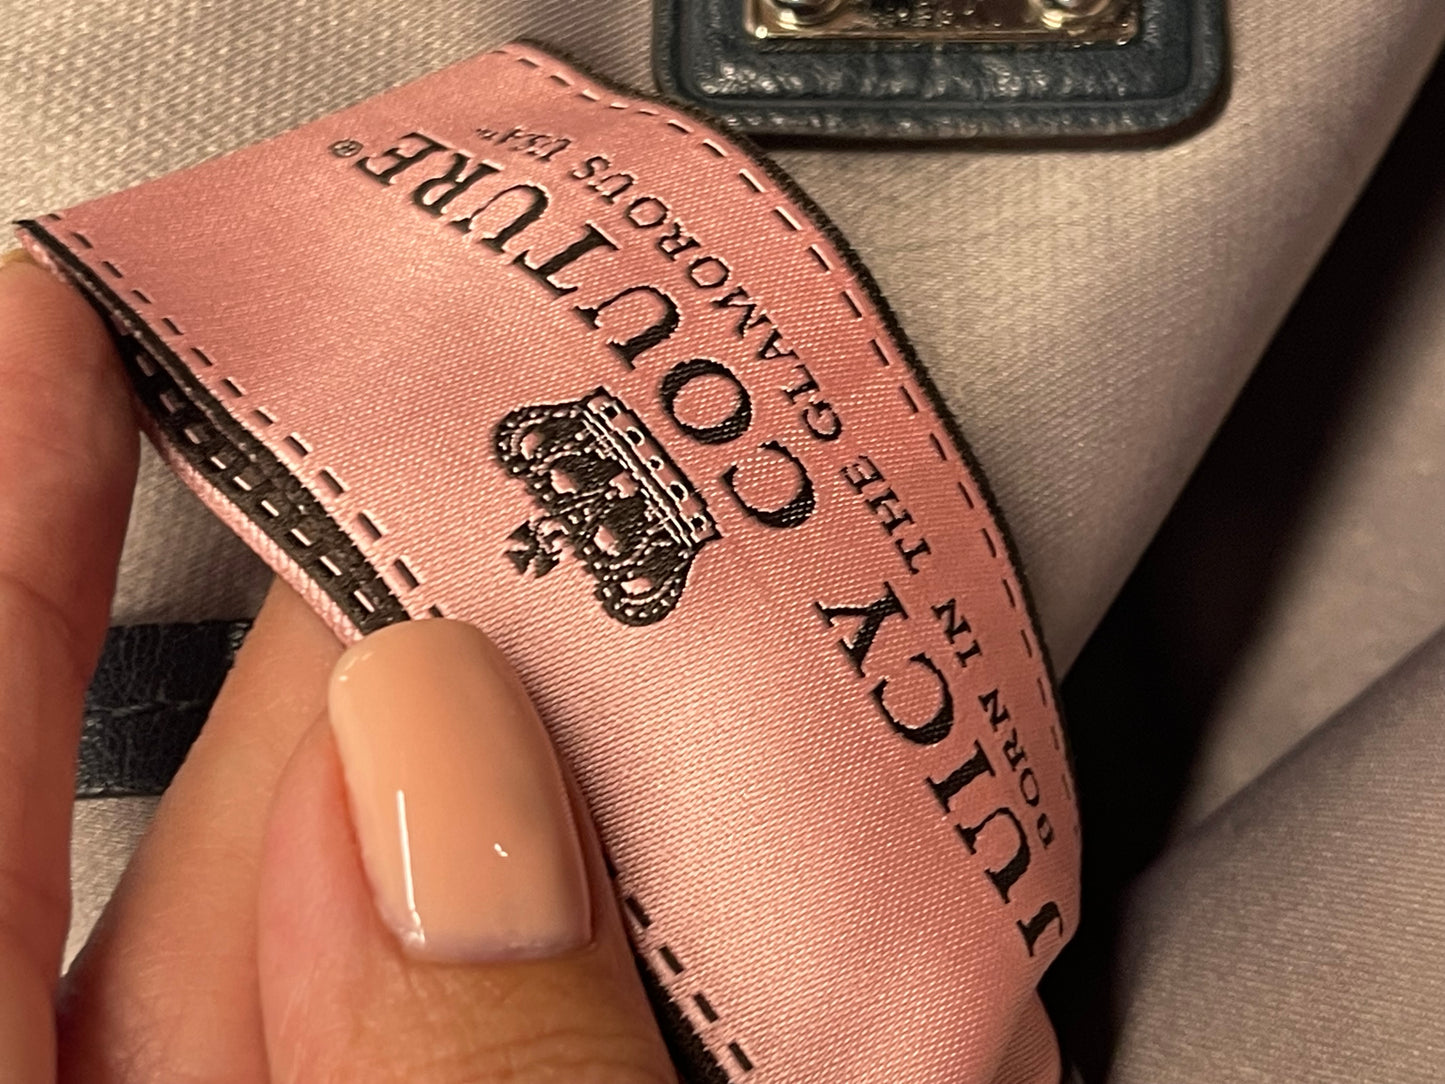 JUICY COUTURE®
BORN IN THE GLAMOROUS USA™